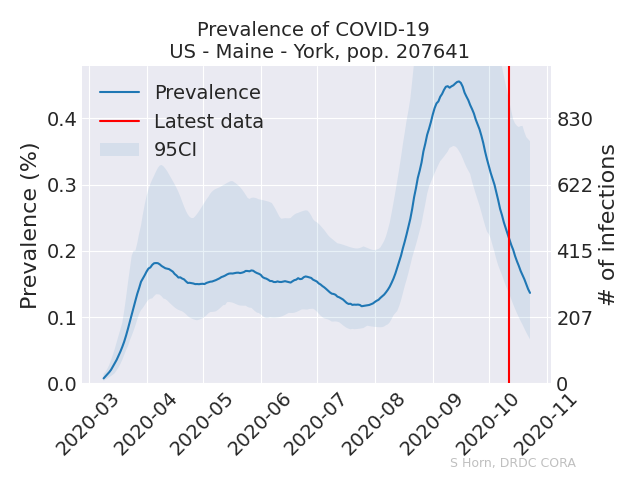 Prevalence of COVID-19
US - Maine - York, pop. 207641
Prevalence
Latest data
95CI
Prevalence (%)
0.4
0.3
0.2
0.1
0.0
830
622
415
207
0
# of infections
2020-03
2020-04
2020-05
2020-06
2020-07
2020-08
2020-09
2020-10
2020-11
S Horn, DRDC CORA